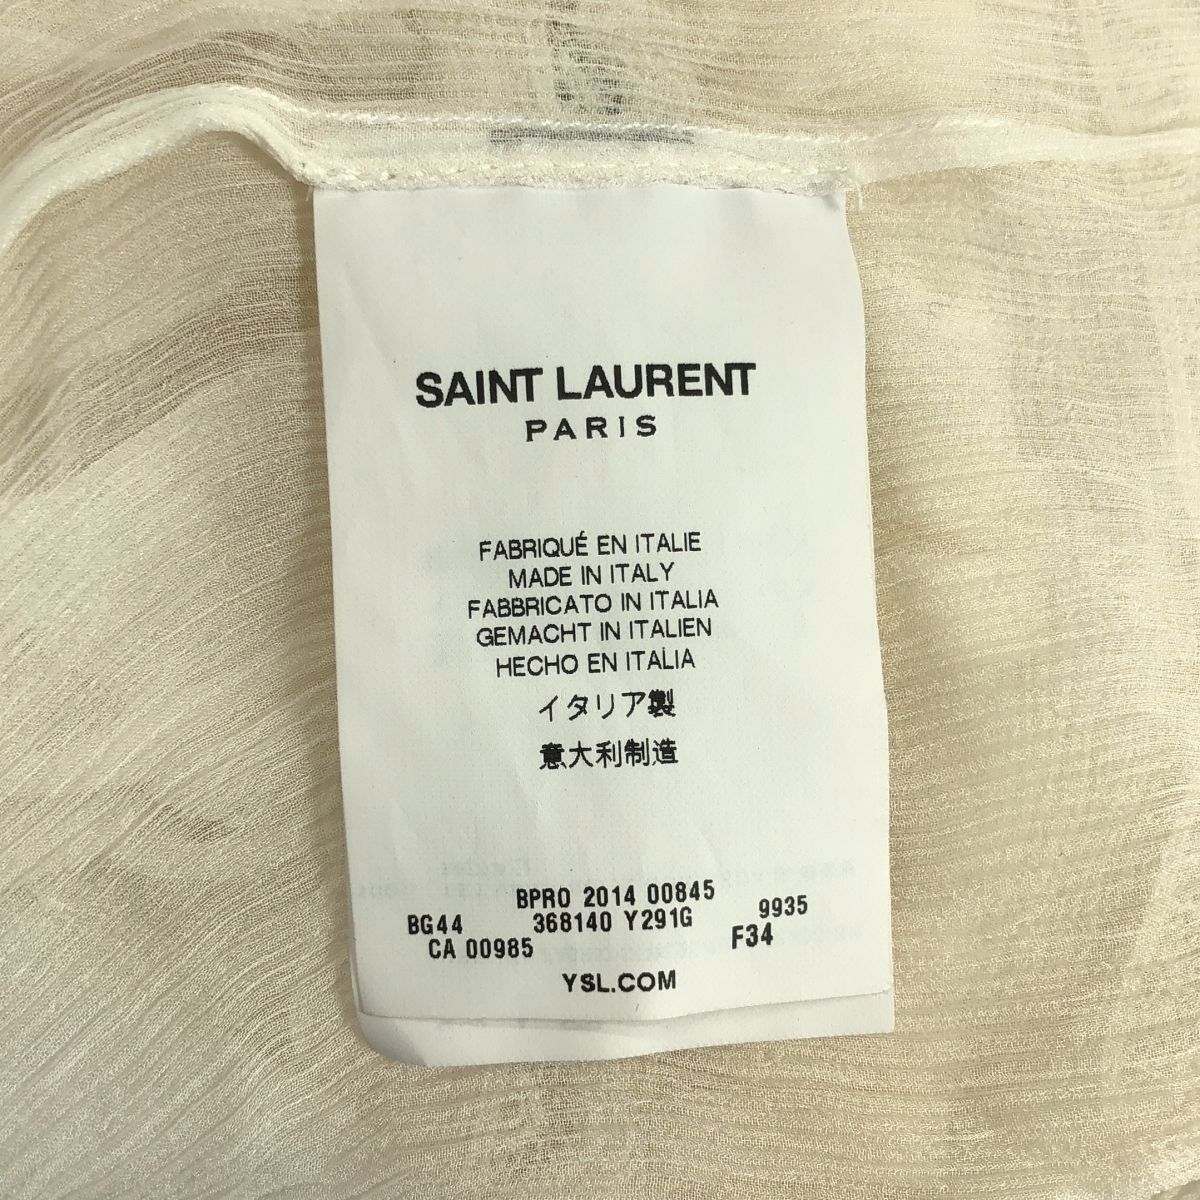 SAINT LAURENT
PARIS
FABRIQUÉ EN ITALIE
MADE IN ITALY
FABBRICATO IN ITALIA
GEMACHT IN ITALIEN
HECHO EN ITALIA
イタリア製
意大利制造
BPRO 2014 00845
BG44 368140 Y291G 9935
CA 00985 F34
YSL.COM